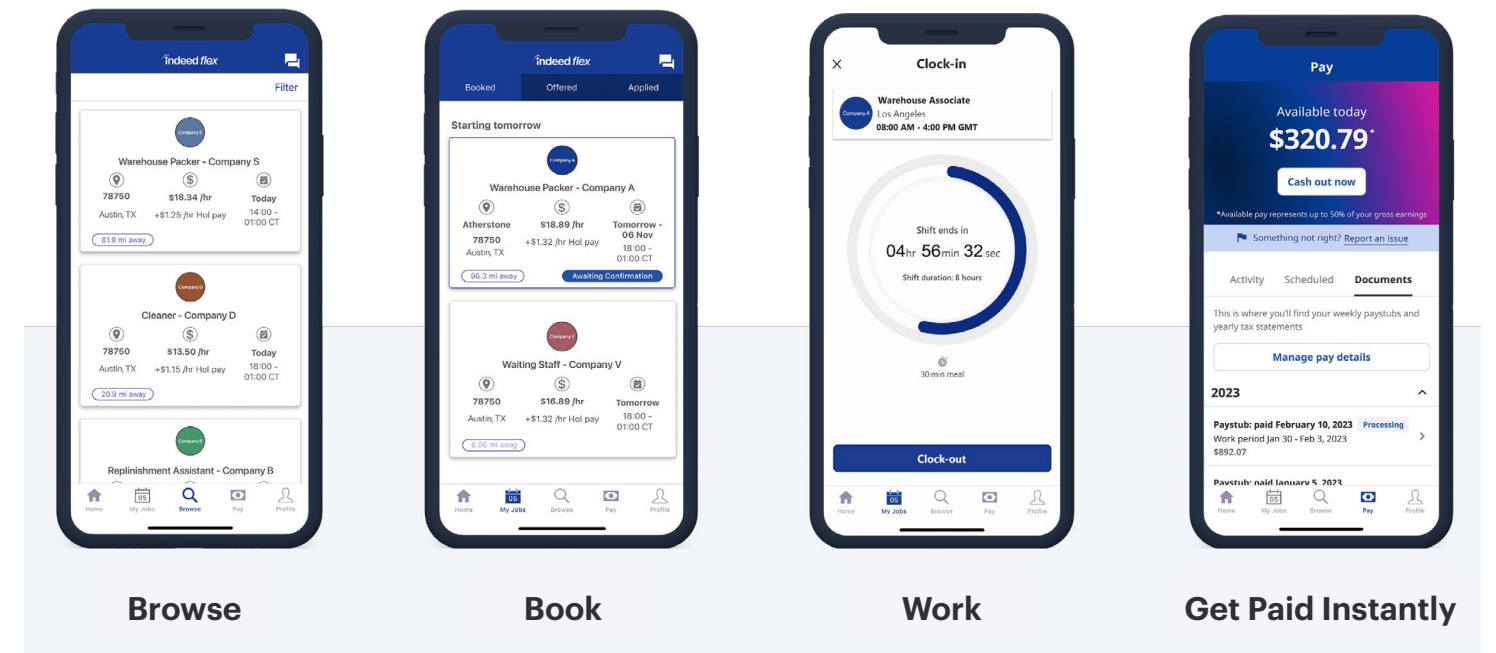 indeed flex
Filter
Company S
Warehouse Packer - Company S
78750 $18.34 /hr Today
Austin, TX +$1.25 /hr Hol pay 14:00 -
01:00 CT
81.9 mi away
Company D
Cleaner - Company D
78750 $13.50 /hr Today
Austin, TX +$1.15 /hr Hol pay 16:00 -
01:00 CT
20.9 mi away
Company B
Replinishment Assistant - Company B
05
Home My Jobs Browse Pay Profile
Browse
indeed flex
Booked Offered Applied
Starting tomorrow
Company A
Warehouse Packer - Company A
Atherstone $18.89 /hr Tomorrow -
78750 +$1.32 /hr Hol pay 06 Nov
Austin, TX 18:00 -
01:00 CT
96.3 mi away Awaiting Confirmation
Company V
Waiting Staff - Company V
78750 $16.89 /hr Tomorrow
Austin, TX +$1.32 /hr Hol pay 18:00 -
01:00 CT
8.06 mi away
05
Home My Jobs Browse Pay Profile
Book
Clock-in
Company A
Warehouse Associate
Los Angeles
08:00 AM - 4:00 PM GMT
Shift ends in
04hr 56min 32sec
Shift duration: 8 hours
30-min meal
Clock-out
05
Home My Jobs Browse Pay Profile
Work
Pay
Available today
$320.79*
Cash out now
*Available pay represents up to 50% of your gross earnings
Something not right? Report an issue
Activity Scheduled Documents
This is where you'll find your weekly paystubs and
yearly tax statements
Manage pay details
2023
Paystub: paid February 10, 2023 Processing
Work period Jan 30 - Feb 3, 2023
$892.07
Paystub: paid January 5, 2023
05
Home My Jobs Browse Pay Profile
Get Paid Instantly